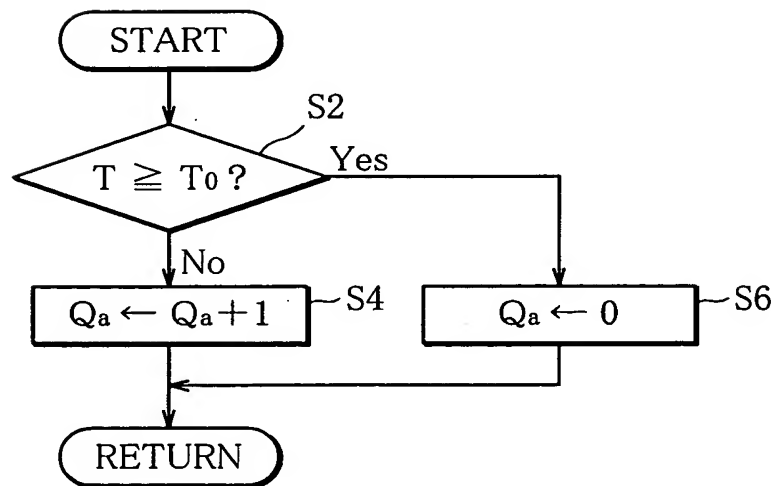 START
S2
T ≧ T₀ ?
Yes
No
Qₐ ← Qₐ + 1
S4
Qₐ ← 0
S6
RETURN